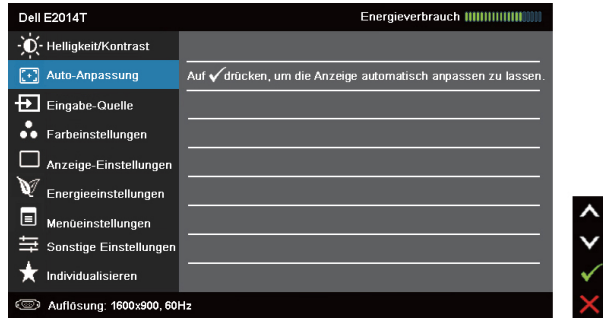 Dell E2014T
Energieverbrauch
Helligkeit/Kontrast
Auto-Anpassung
Auf ✓drücken, um die Anzeige automatisch anpassen zu lassen.
Eingabe-Quelle
Farbeinstellungen
Anzeige-Einstellungen
Energieeinstellungen
Menüeinstellungen
Sonstige Einstellungen
Individualisieren
Auflösung: 1600x900, 60Hz